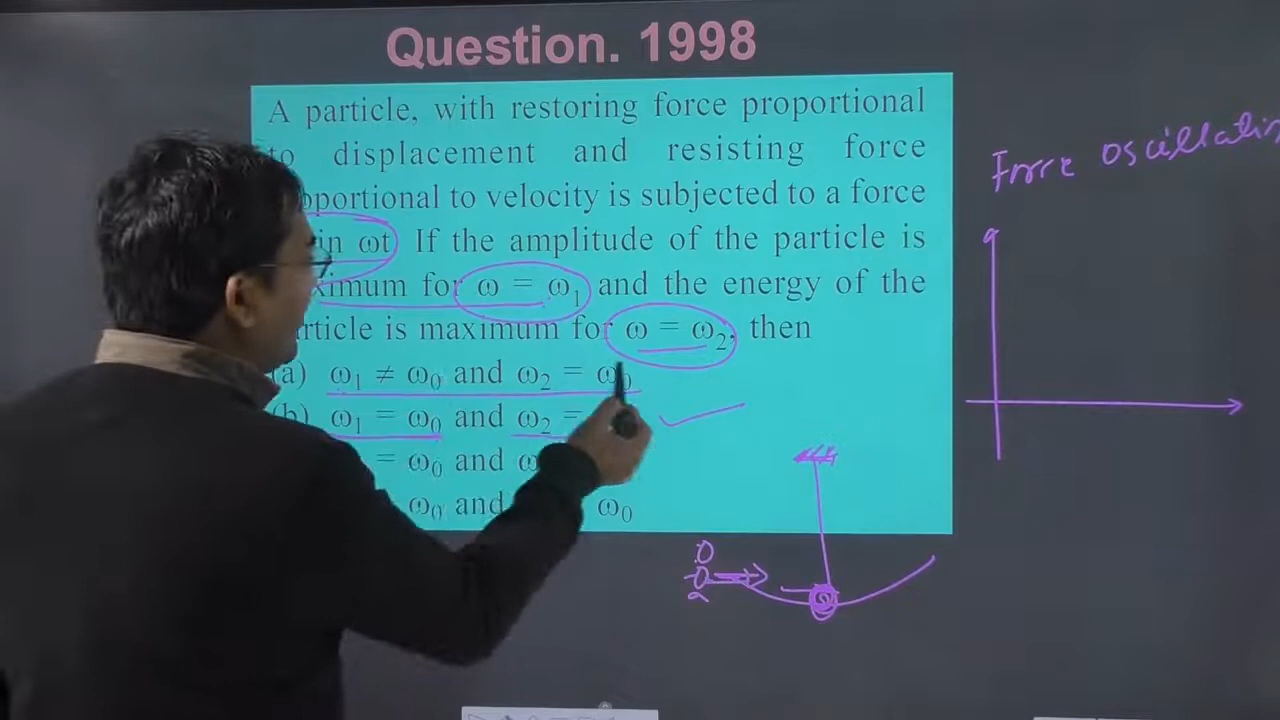 Question. 1998
A particle, with restoring force proportional
to displacement and resisting force
portional to velocity is subjected to a force
in ωt If the amplitude of the particle is
ximum for ω = ω₁ and the energy of the
rticle is maximum for ω = ω₂, then
(a) ω₁ ≠ ω₀ and ω₂ = ω₀
(b) ω₁ = ω₀ and ω₂ =
= ω₀ and ω
ω₀ and ω₀
Force oscillatin